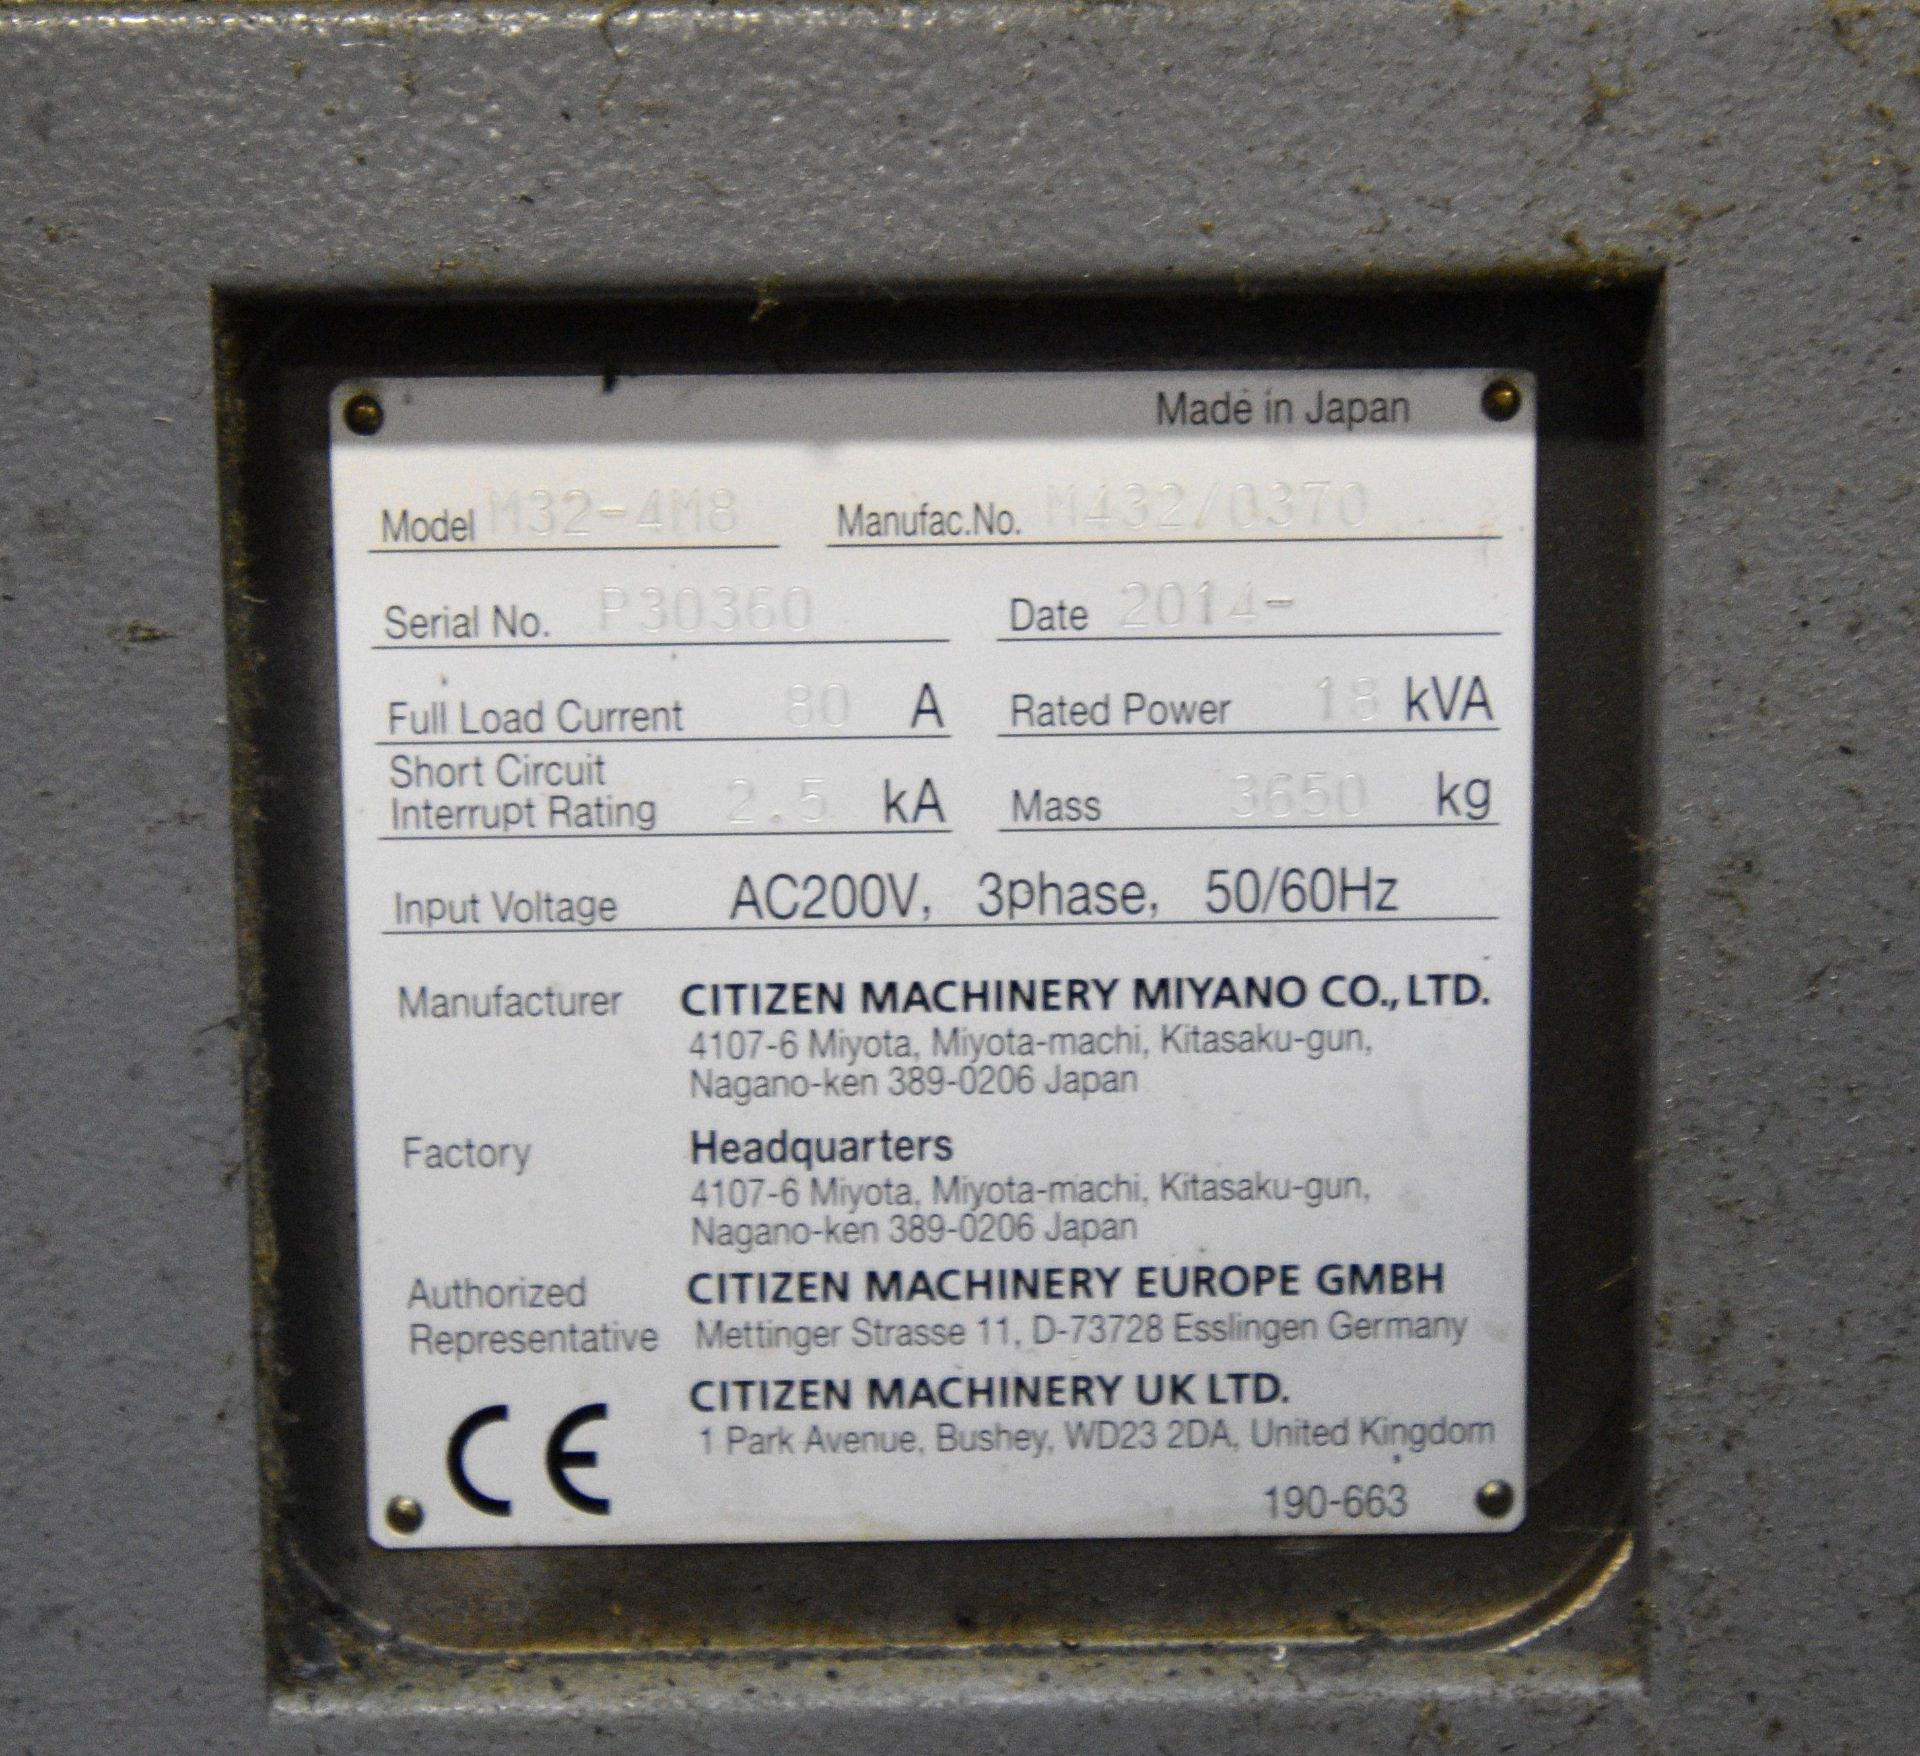 Made in Japan
Model M32-4M8 Manufac.No. M432/0370
Serial No. P30360 Date 2014-
Full Load Current 80 A Rated Power 18 kVA
Short Circuit
Interrupt Rating 2.5 kA Mass 3650 kg
Input Voltage AC200V, 3phase, 50/60Hz
Manufacturer CITIZEN MACHINERY MIYANO CO., LTD.
4107-6 Miyota, Miyota-machi, Kitasaku-gun,
Nagano-ken 389-0206 Japan
Factory Headquarters
4107-6 Miyota, Miyota-machi, Kitasaku-gun,
Nagano-ken 389-0206 Japan
Authorized CITIZEN MACHINERY EUROPE GMBH
Representative Mettinger Strasse 11, D-73728 Esslingen Germany
CITIZEN MACHINERY UK LTD.
1 Park Avenue, Bushey, WD23 2DA, United Kingdom
CE
190-663